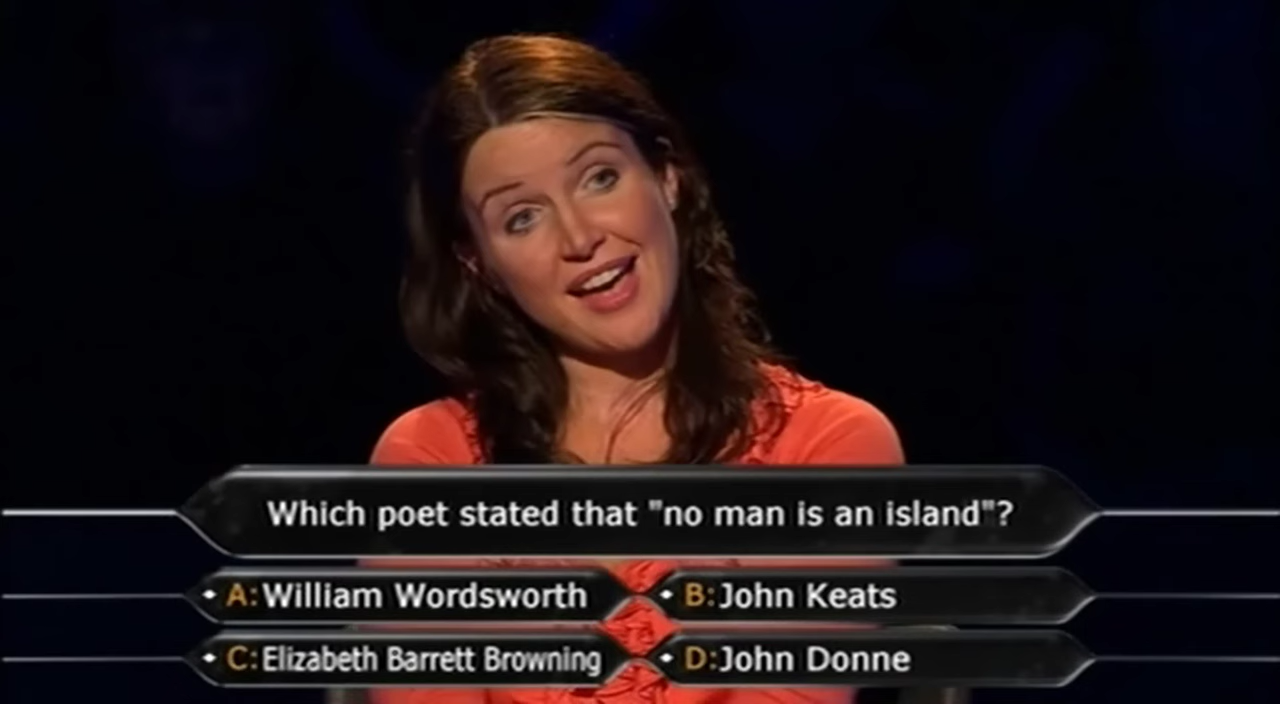 Which poet stated that "no man is an island"?
A: William Wordsworth
B: John Keats
C: Elizabeth Barrett Browning
D: John Donne